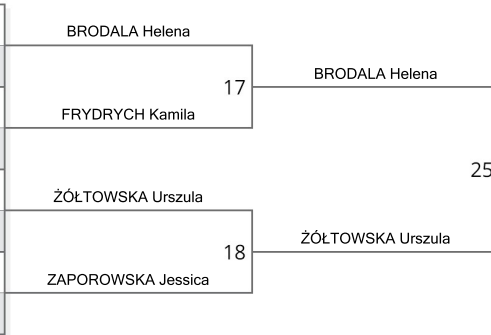 BRODALA Helena
BRODALA Helena
17
FRYDRYCH Kamila
25
ŻÓŁTOWSKA Urszula
ŻÓŁTOWSKA Urszula
18
ZAPOROWSKA Jessica